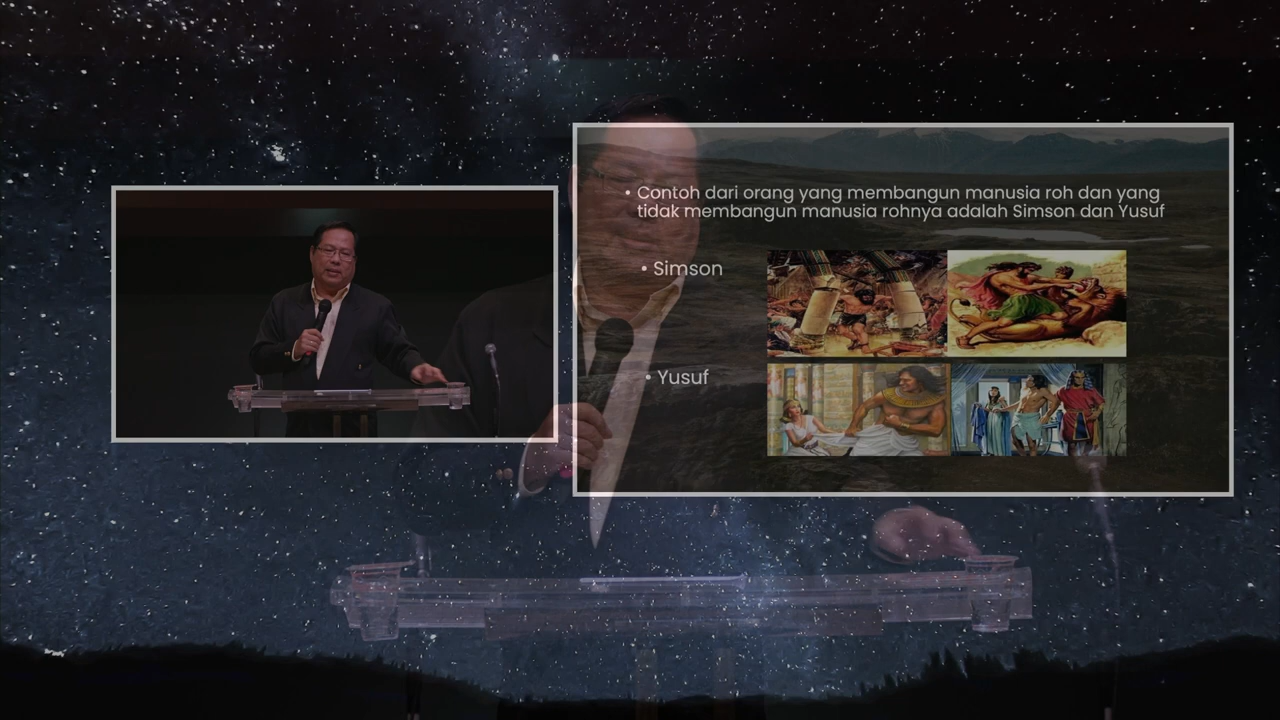 • Contoh dari orang yang membangun manusia roh dan yang
tidak membangun manusia rohnya adalah Simson dan Yusuf
• Simson
• Yusuf